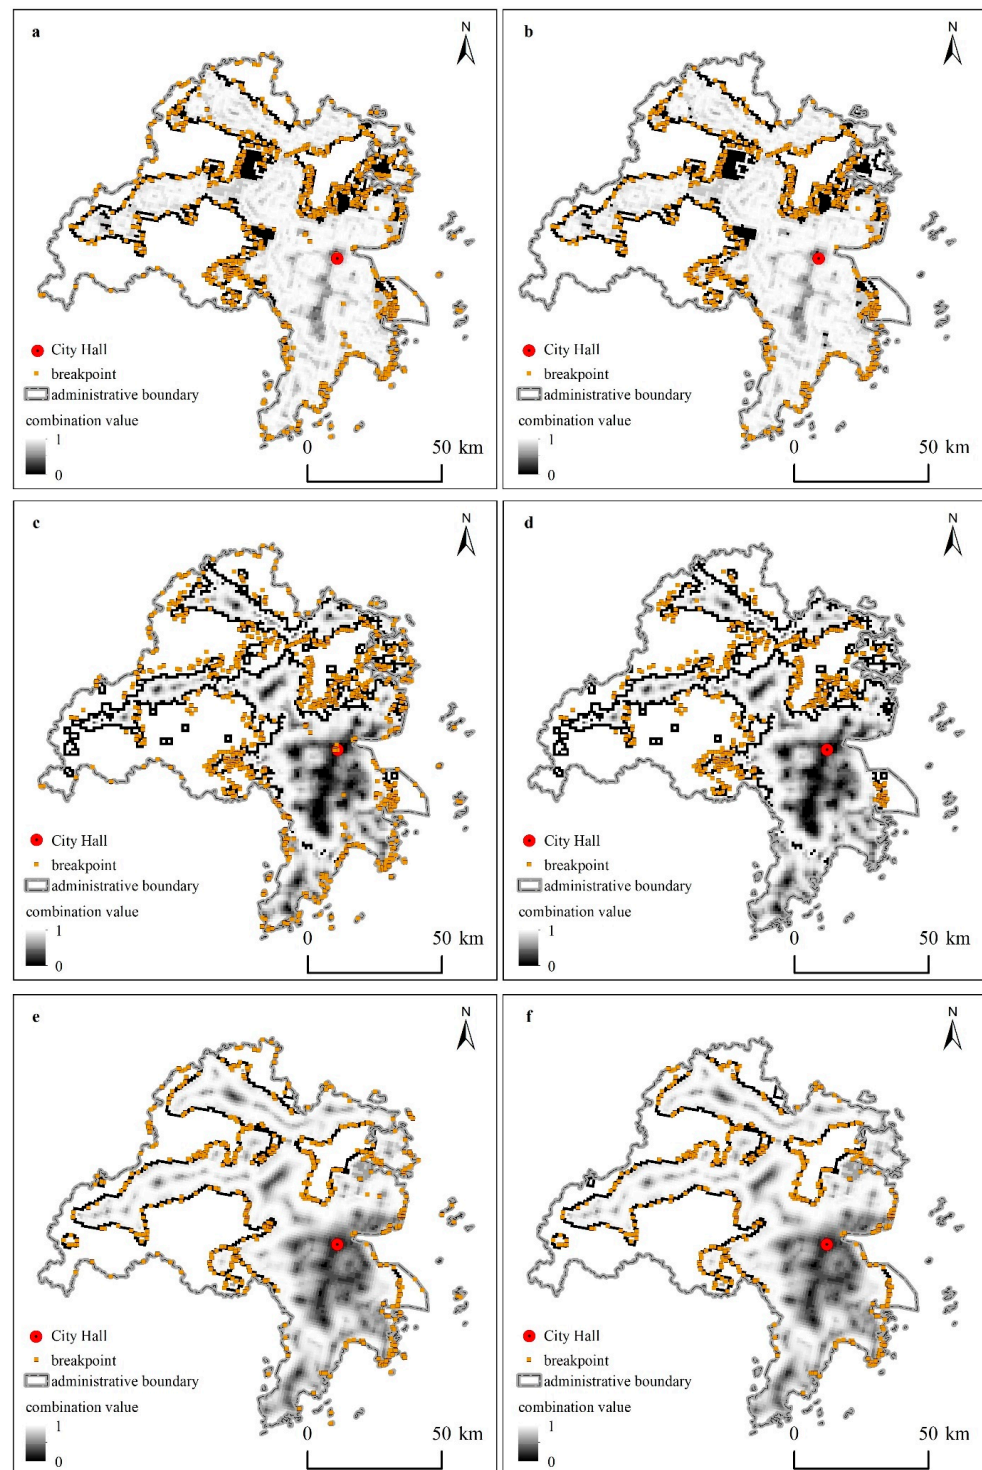 a
N
City Hall
breakpoint
administrative boundary
combination value
1
0
0 50 km
b
N
City Hall
breakpoint
administrative boundary
combination value
1
0
0 50 km
c
N
City Hall
breakpoint
administrative boundary
combination value
1
0
0 50 km
d
N
City Hall
breakpoint
administrative boundary
combination value
1
0
0 50 km
e
N
City Hall
breakpoint
administrative boundary
combination value
1
0
0 50 km
f
N
City Hall
breakpoint
administrative boundary
combination value
1
0
0 50 km